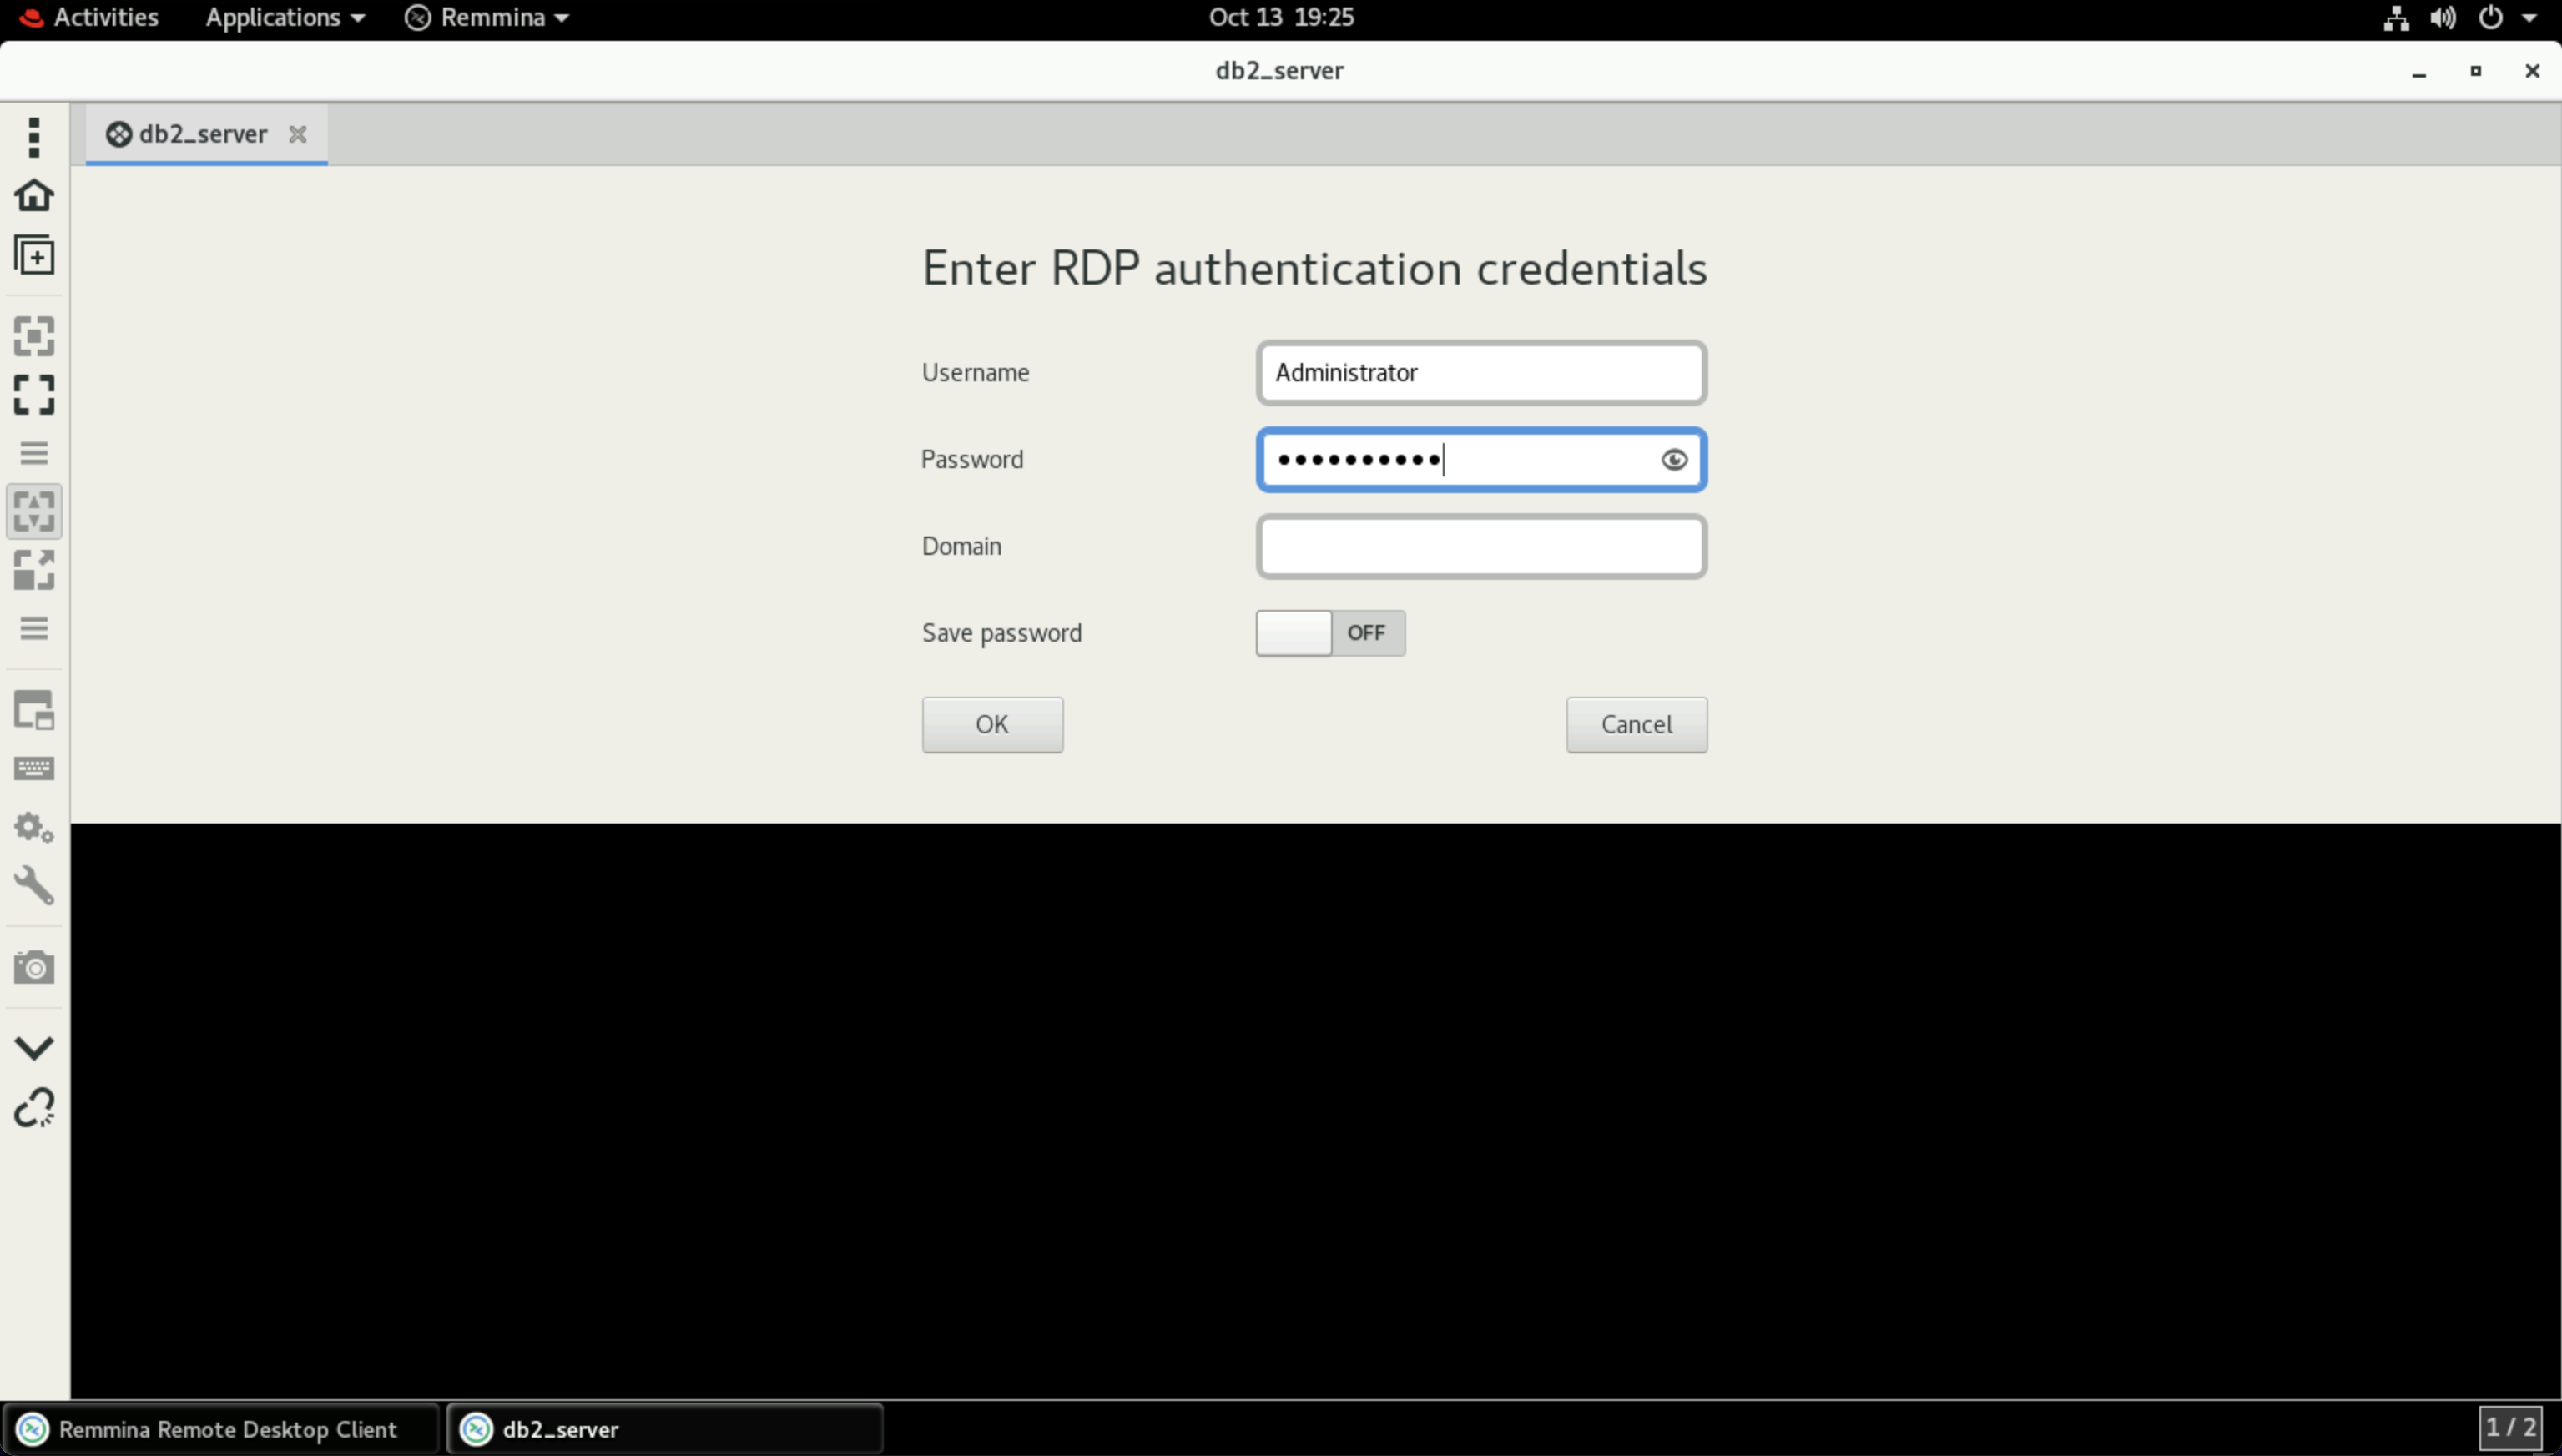 Activities Applications Remmina Oct 13 19:25
db2_server
db2_server
Enter RDP authentication credentials
Username Administrator
Password ••••••••••
Domain
Save password OFF
OK Cancel
Remmina Remote Desktop Client db2_server 1 / 2